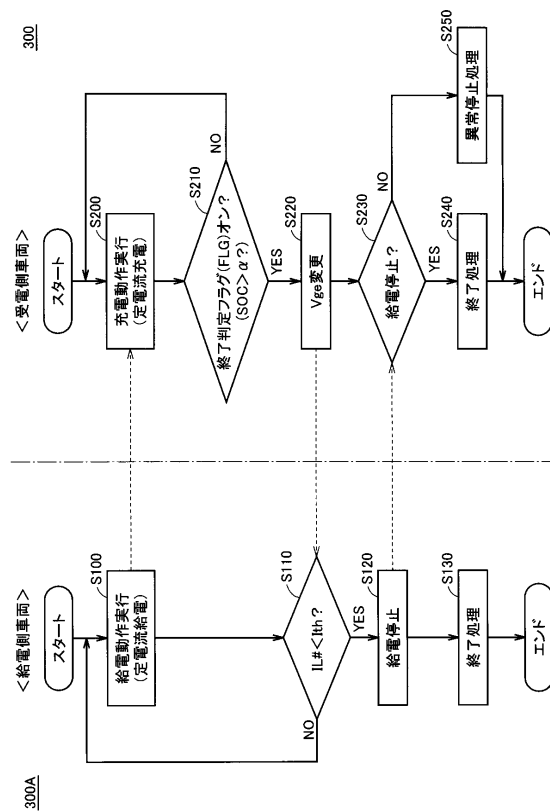 300A
300
<給電側車両>
スタート
S100
給電動作実行
(定電流給電)
S110
IL#<Ith?
NO
YES
S120
給電停止
S130
終了処理
エンド
<受電側車両>
スタート
S200
充電動作実行
(定電流充電)
S210
終了判定フラグ(FLG)オン?
(SOC>α?)
NO
YES
S220
Vge変更
S230
給電停止?
NO
YES
S240
終了処理
S250
異常停止処理
エンド